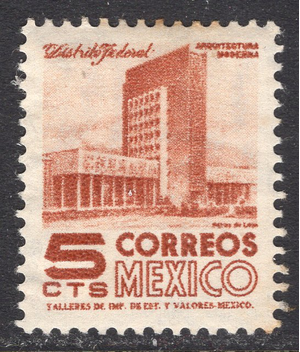 Distrito Federal
ARQUITECTURA
MODERNA
5
CTS
CORREOS
MEXICO
TALLERES DE IMP. DE EST. Y VALORES-MEXICO.